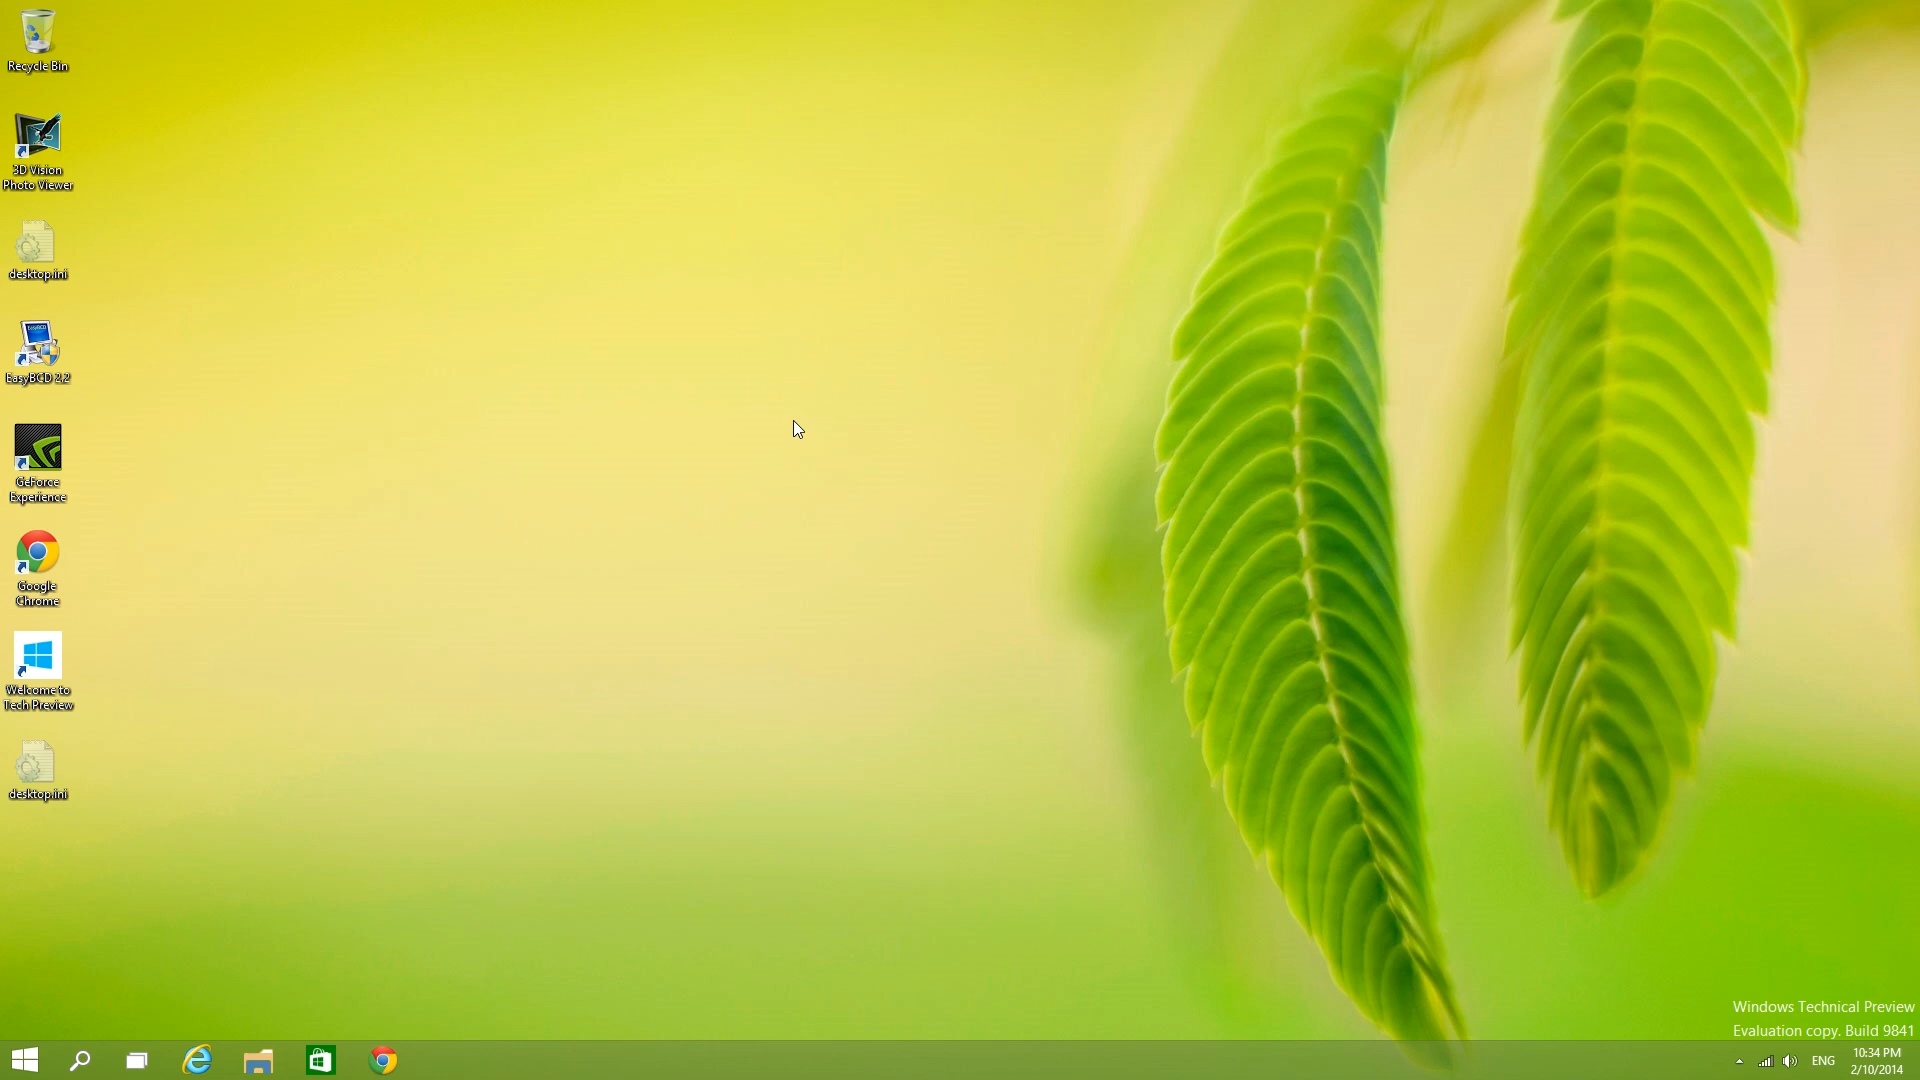 Recycle Bin
3D Vision
Photo Viewer
desktop.ini
EasyBCD
EasyBCD 2.2
GeForce
Experience
Google
Chrome
Welcome to
Tech Preview
desktop.ini
Windows Technical Preview
Evaluation copy. Build 9841
ENG
10:34 PM
2/10/2014